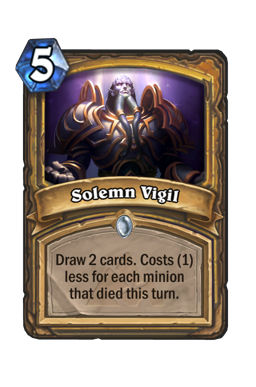 5
Solemn Vigil
Draw 2 cards. Costs (1)
less for each minion
that died this turn.